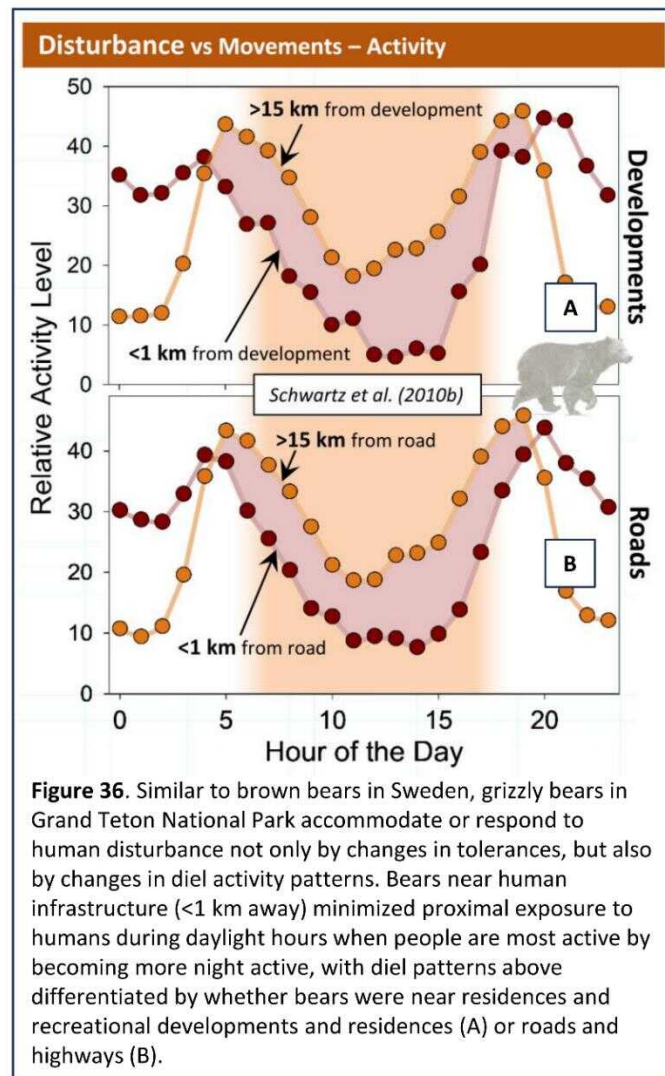 Disturbance vs Movements – Activity
50
40
30
20
10
0
>15 km from development
<1 km from development
A
Developments
Schwartz et al. (2010b)
Relative Activity Level
40
30
20
10
0
>15 km from road
<1 km from road
B
Roads
0
5
10
15
20
Hour of the Day
Figure 36. Similar to brown bears in Sweden, grizzly bears in
Grand Teton National Park accommodate or respond to
human disturbance not only by changes in tolerances, but also
by changes in diel activity patterns. Bears near human
infrastructure (<1 km away) minimized proximal exposure to
humans during daylight hours when people are most active by
becoming more night active, with diel patterns above
differentiated by whether bears were near residences and
recreational developments and residences (A) or roads and
highways (B).